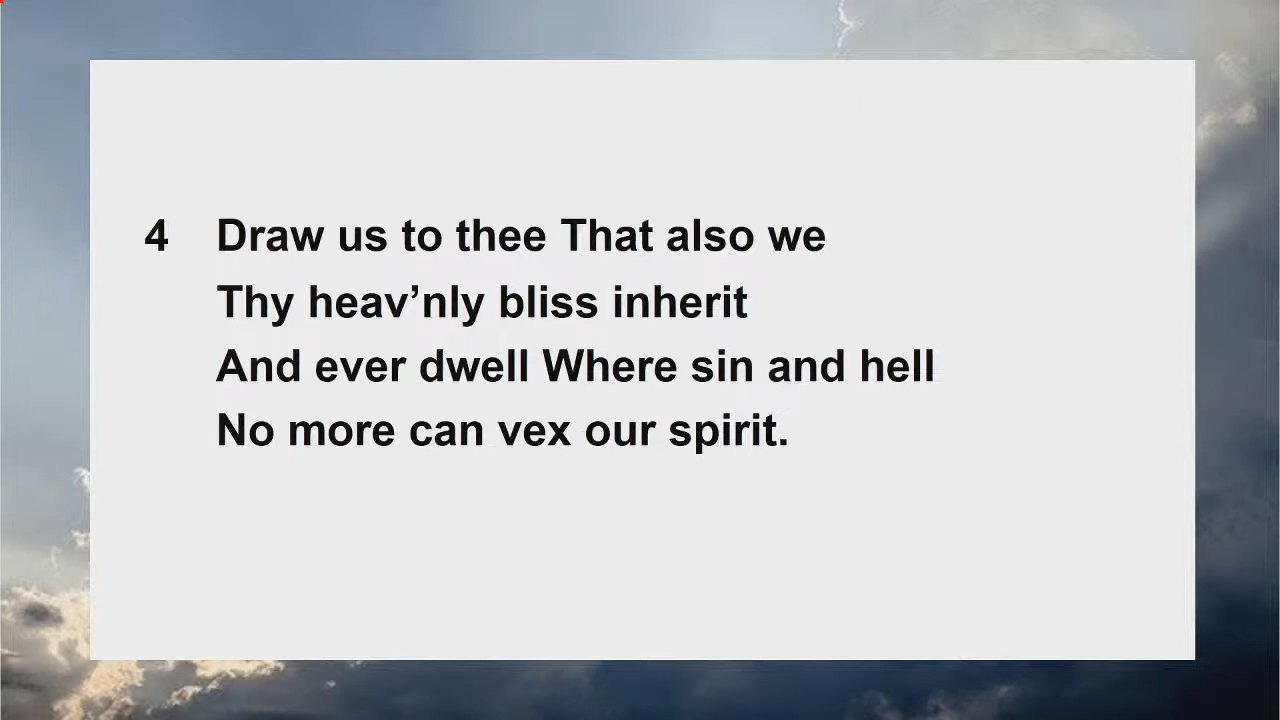 4 Draw us to thee That also we
Thy heav’nly bliss inherit
And ever dwell Where sin and hell
No more can vex our spirit.